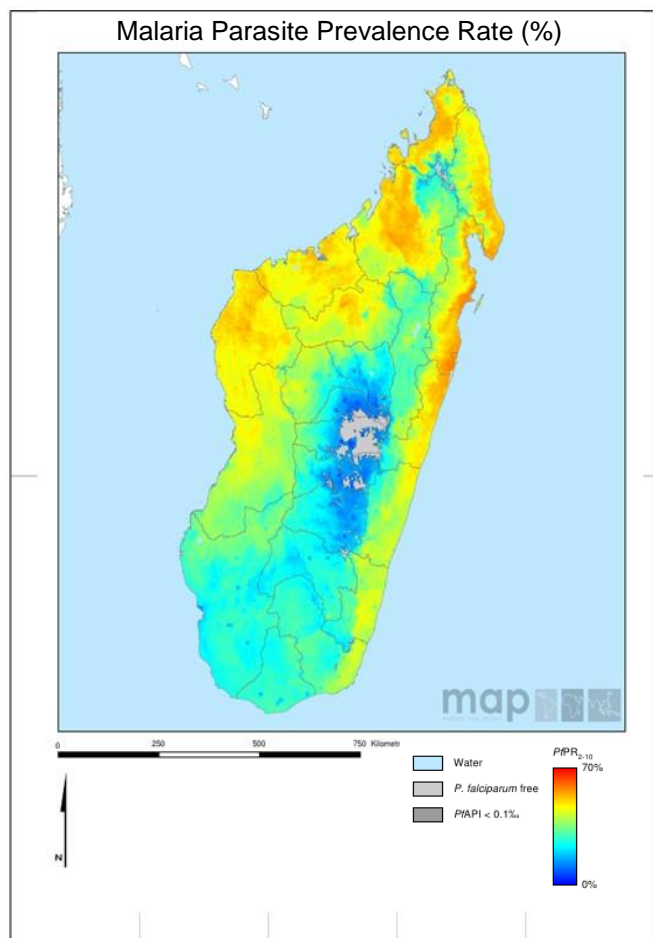 Malaria Parasite Prevalence Rate (%)
map
0 250 500 750 Kilometr
N
Water
P. falciparum free
PfAPI < 0.1‰
PfPR2-10
70%
0%